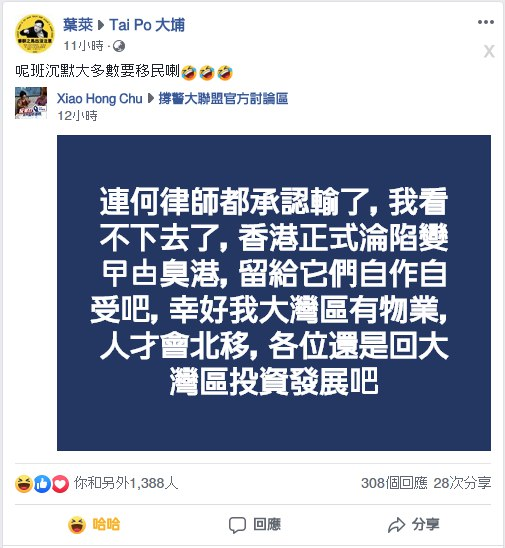 葉萊 ▶ Tai Po 大埔
11小時 ·
呢班沉默大多數要移民喇🤣🤣🤣
Xiao Hong Chu ▶ 撐警大聯盟官方討論區
12小時
連何律師都承認輸了, 我看
不下去了, 香港正式淪陷變
曱甴臭港, 留給它們自作自
受吧, 幸好我大灣區有物業,
人才會北移, 各位還是回大
灣區投資發展吧
你和另外1,388人 308個回應 28次分享
哈哈 回應 分享